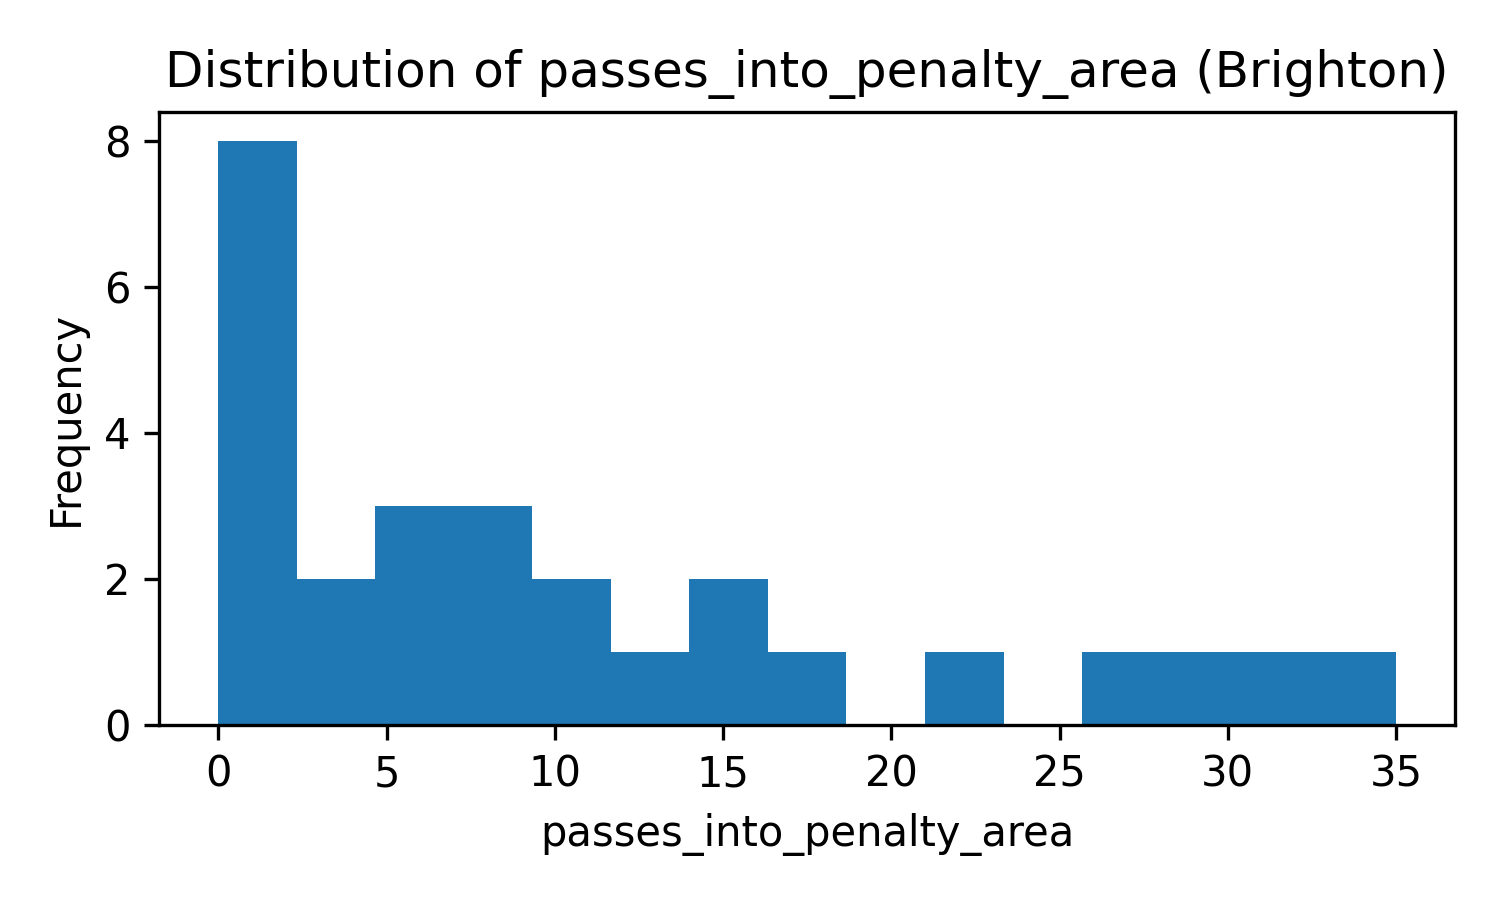 Distribution of passes_into_penalty_area (Brighton)
8
6
4
2
0
Frequency
0 5 10 15 20 25 30 35
passes_into_penalty_area